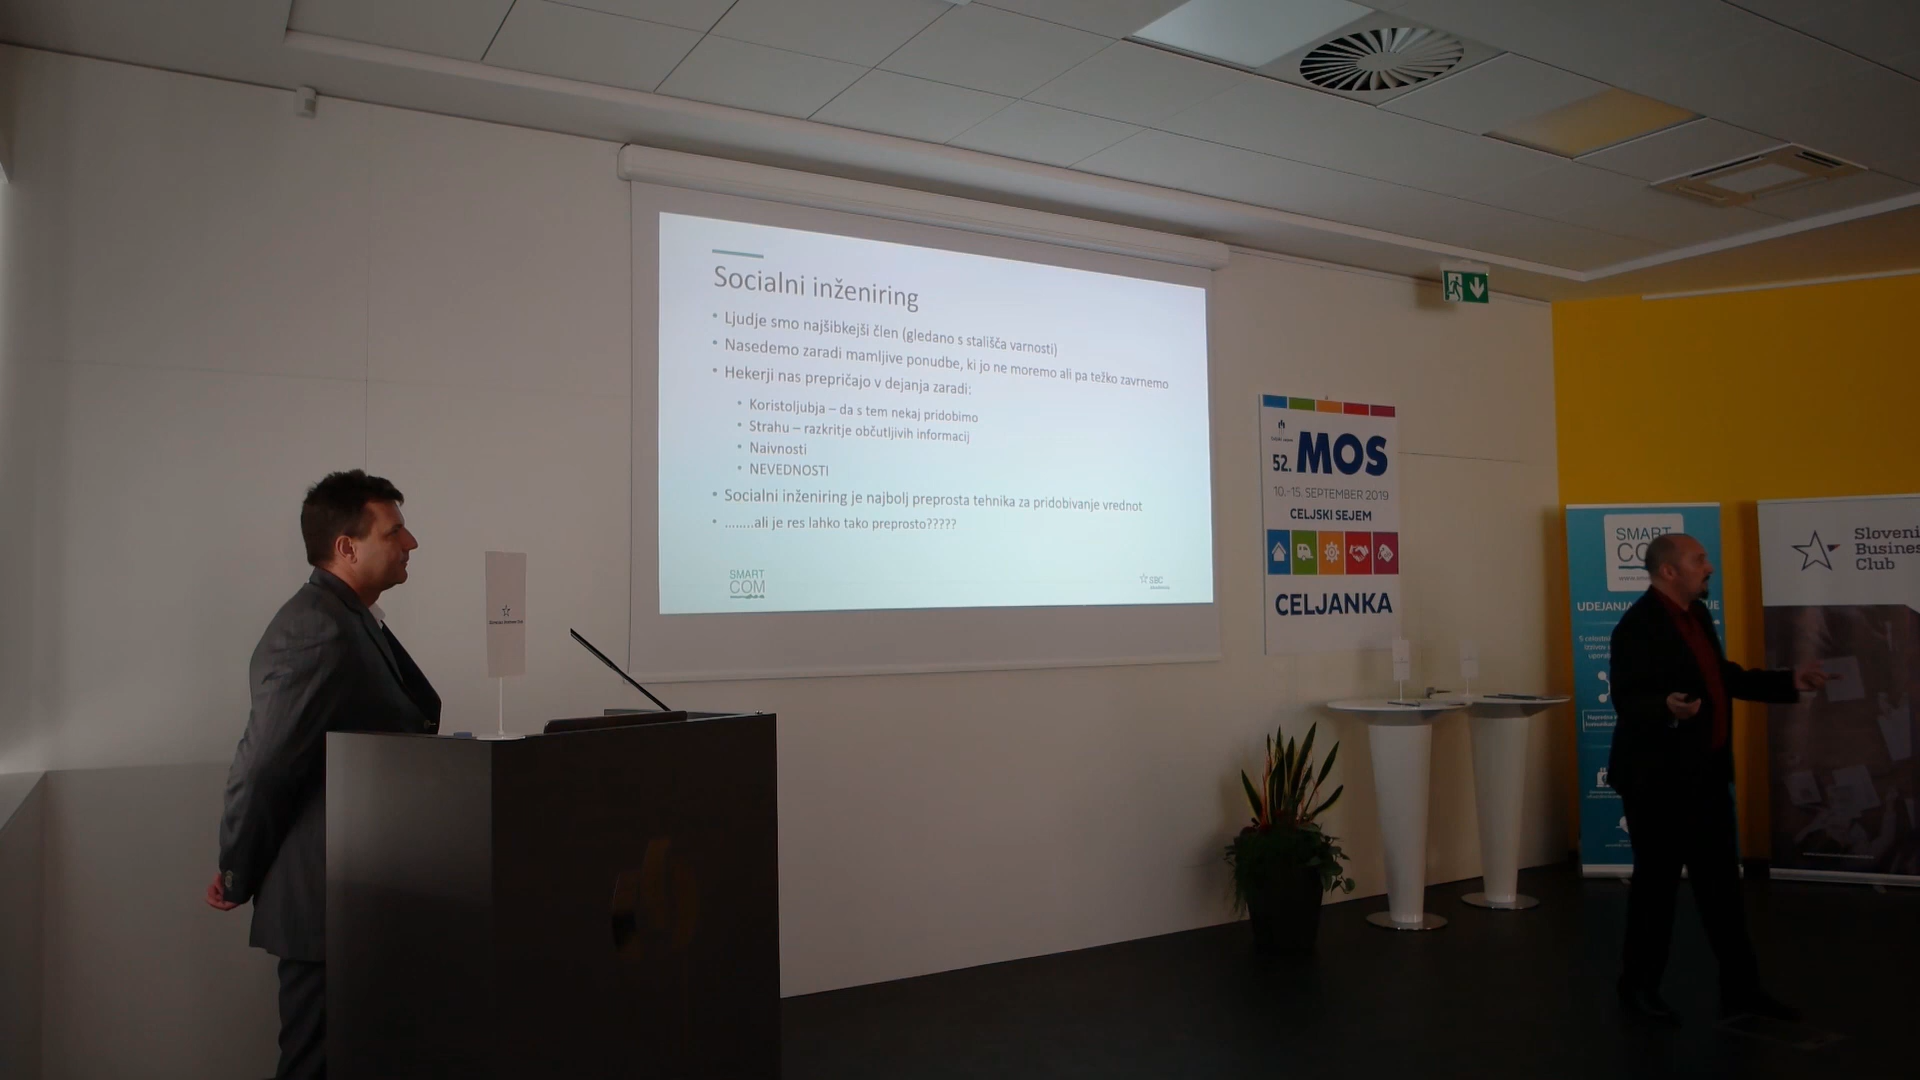 Socialni inženiring
• Ljudje smo najšibkejši člen (gledano s stališča varnosti)
• Nasedemo zaradi mamljive ponudbe, ki jo ne moremo ali pa težko zavrnemo
• Hekerji nas prepričajo v dejanja zaradi:
• Koristoljubja – da s tem nekaj pridobimo
• Strahu – razkritje občutljivih informacij
• Naivnosti
• NEVEDNOSTI
• Socialni inženiring je najbolj preprosta tehnika za pridobivanje vrednot
• ........ali je res lahko tako preprosto?????
SMART
COM
SBC
52. MOS
10.-15. SEPTEMBER 2019
CELJSKI SEJEM
CELJANKA
SMART
UDEJANJA
Sloveni
Busines
Club